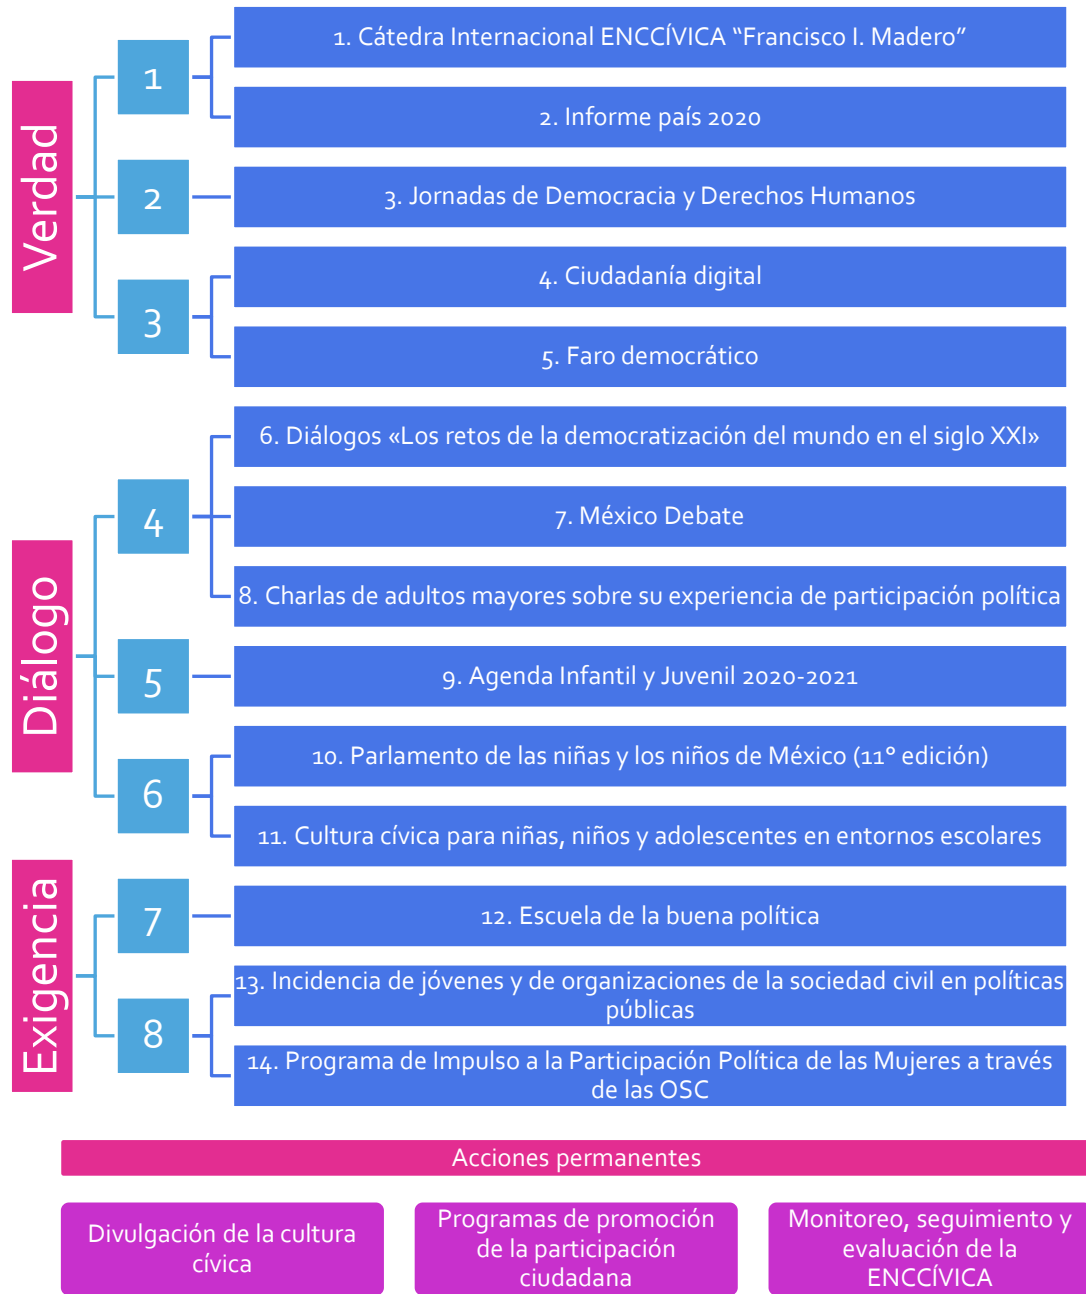 Verdad
1
1. Cátedra Internacional ENCCÍVICA “Francisco I. Madero”
2. Informe país 2020
2
3. Jornadas de Democracia y Derechos Humanos
3
4. Ciudadanía digital
5. Faro democrático
Diálogo
4
6. Diálogos «Los retos de la democratización del mundo en el siglo XXI»
7. México Debate
8. Charlas de adultos mayores sobre su experiencia de participación política
5
9. Agenda Infantil y Juvenil 2020-2021
6
10. Parlamento de las niñas y los niños de México (11° edición)
11. Cultura cívica para niñas, niños y adolescentes en entornos escolares
Exigencia
7
12. Escuela de la buena política
8
13. Incidencia de jóvenes y de organizaciones de la sociedad civil en políticas
públicas
14. Programa de Impulso a la Participación Política de las Mujeres a través
de las OSC
Acciones permanentes
Divulgación de la cultura
cívica
Programas de promoción
de la participación
ciudadana
Monitoreo, seguimiento y
evaluación de la
ENCCÍVICA